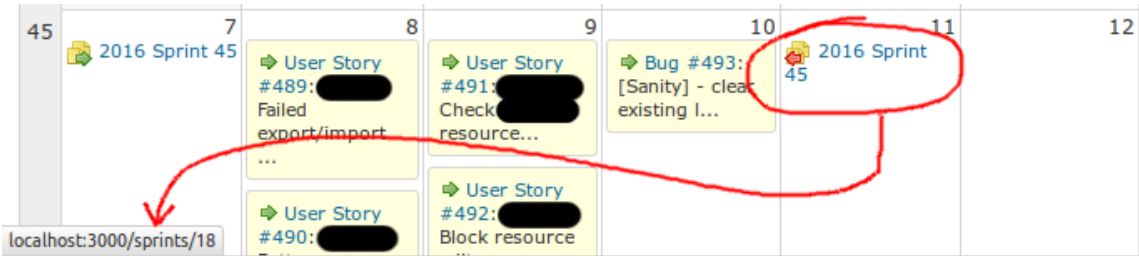 45
7
8
9
10
11
12
2016 Sprint 45
User Story
#489:
Failed
export/import
...
User Story
#490:
User Story
#491:
Check
resource...
User Story
#492:
Block resource
Bug #493:
[Sanity] - clear
existing l...
2016 Sprint
45
localhost:3000/sprints/18